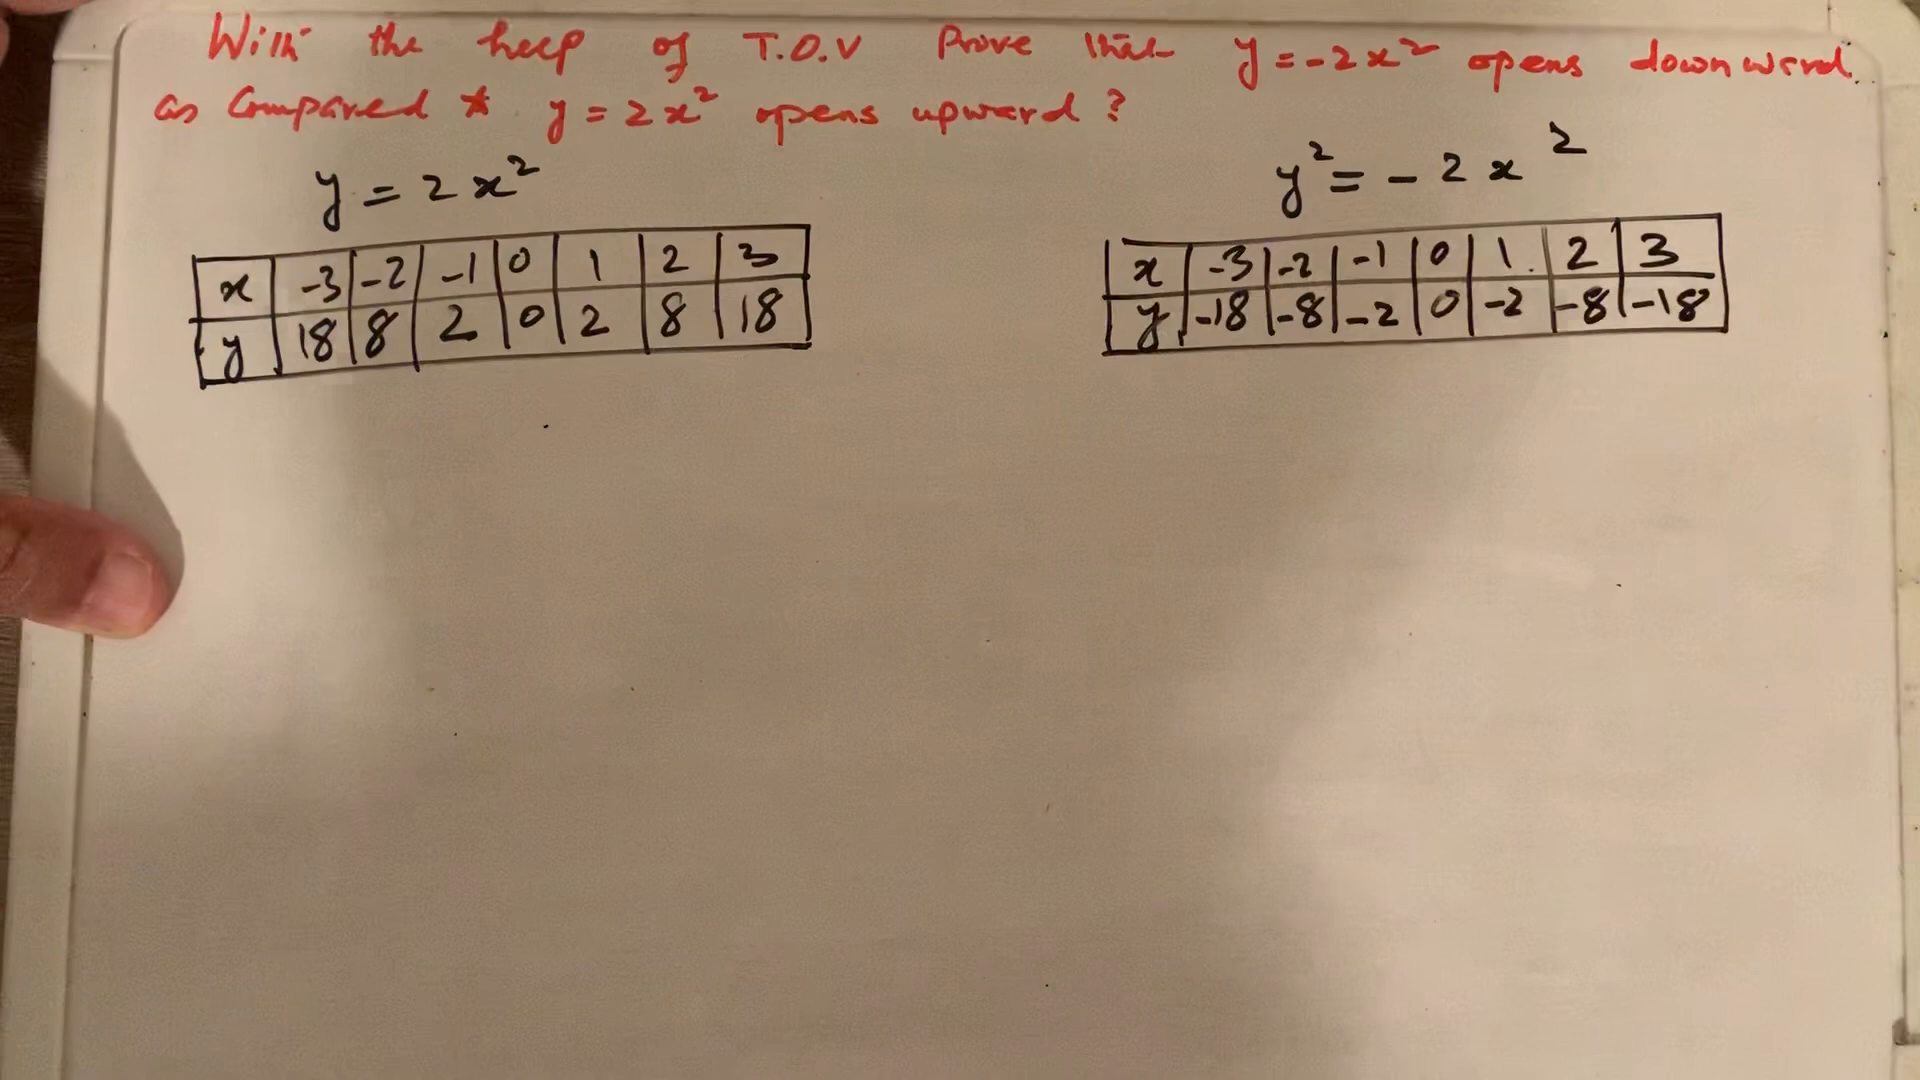 With the help of T.O.V Prove that y = -2x² opens downward
as Compared * y = 2x² opens upward ?
y = 2x²
y² = -2x²
x -3 -2 -1 0 1 2 3
y 18 8 2 0 2 8 18
x -3 -2 -1 0 1 2 3
y -18 -8 -2 0 -2 -8 -18